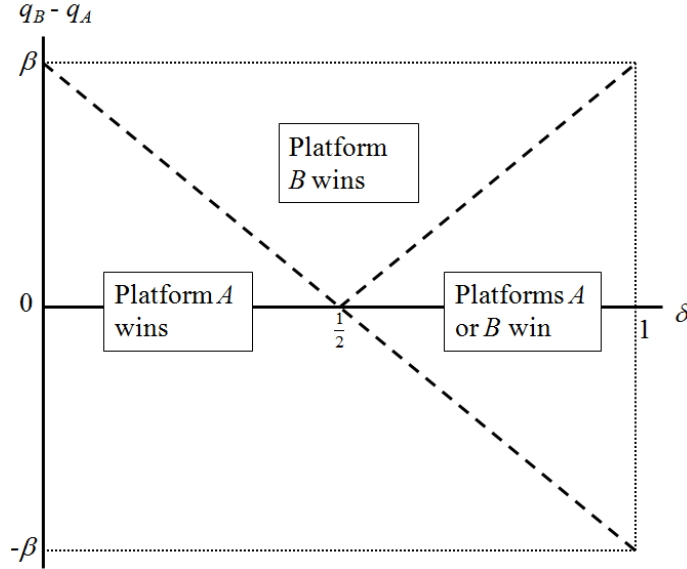 q_B - q_A
β
Platform
B wins
0
Platform A
wins
1/2
Platforms A
or B win
1
δ
-β